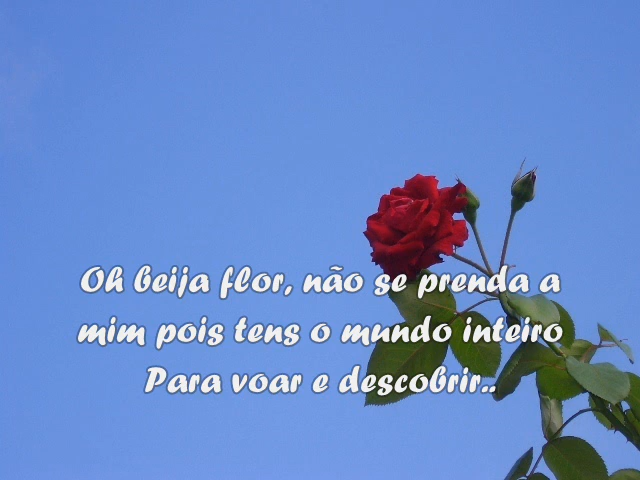 Oh beija flor, não se prenda a
mim pois tens o mundo inteiro
Para voar e descobrir..